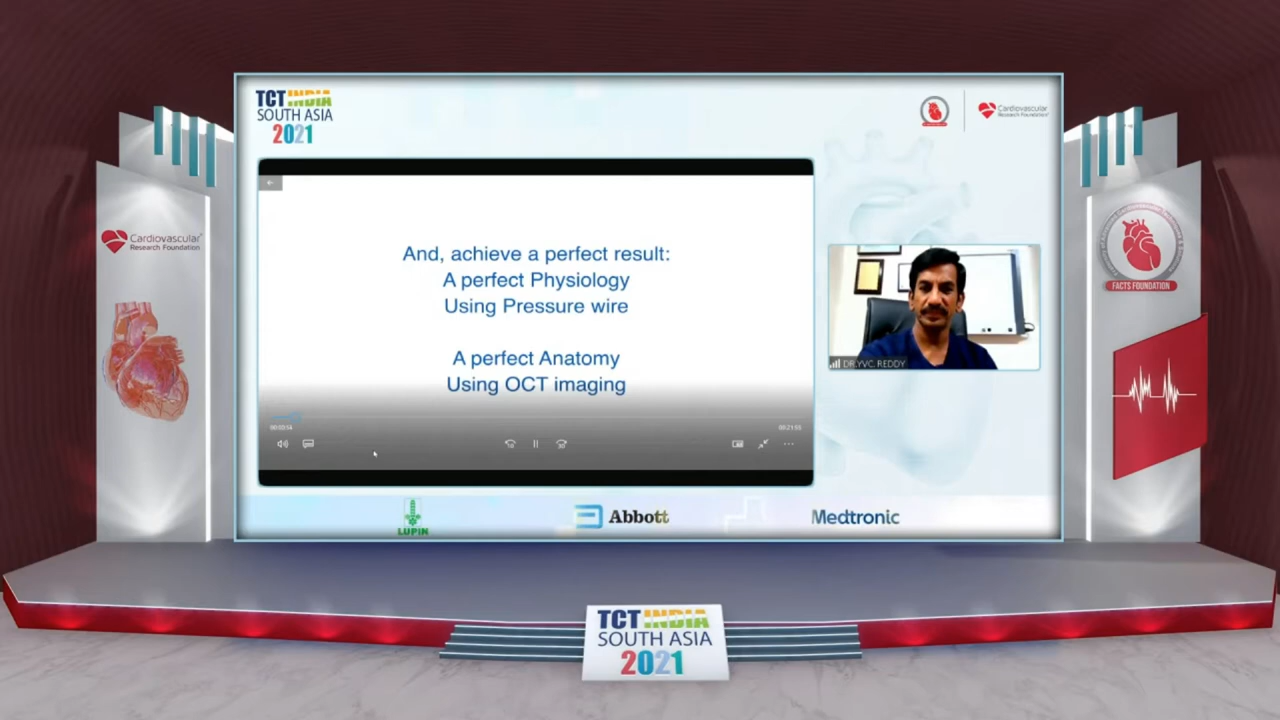 TCT INDIA
SOUTH ASIA
2021
Cardiovascular
Research Foundation
And, achieve a perfect result:
A perfect Physiology
Using Pressure wire
A perfect Anatomy
Using OCT imaging
DR.YVC. REDDY
LUPIN
Abbott
Medtronic
Cardiovascular
Research Foundation
FACTS FOUNDATION
TCT INDIA
SOUTH ASIA
2021